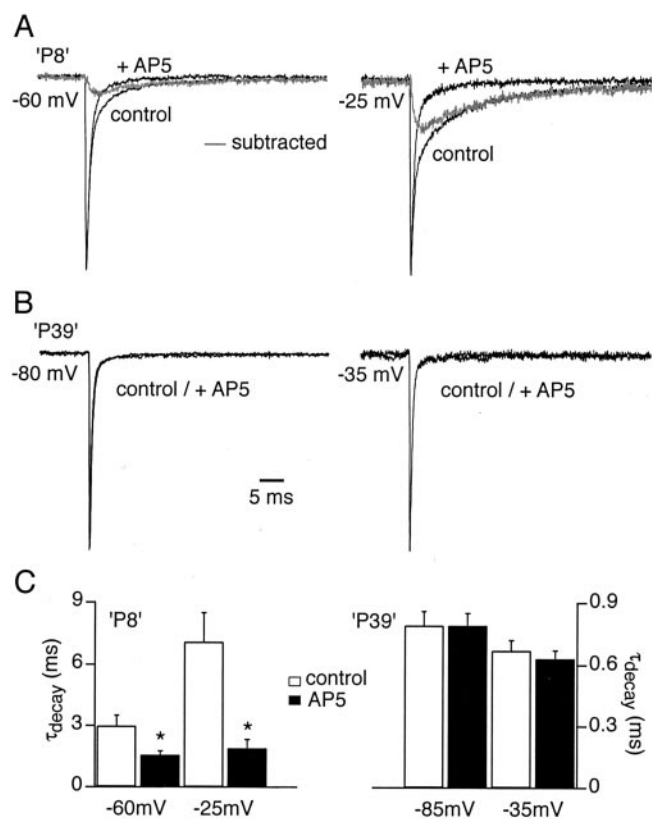 A
'P8'
+ AP5
-60 mV
control
subtracted
+ AP5
-25 mV
control
B
'P39'
-80 mV
control / + AP5
-35 mV
control / + AP5
5 ms
C
'P8'
9
6
3
0
τdecay (ms)
*
*
-60mV
-25mV
control
AP5
'P39'
0.9
0.6
0.3
0
τdecay (ms)
-85mV
-35mV